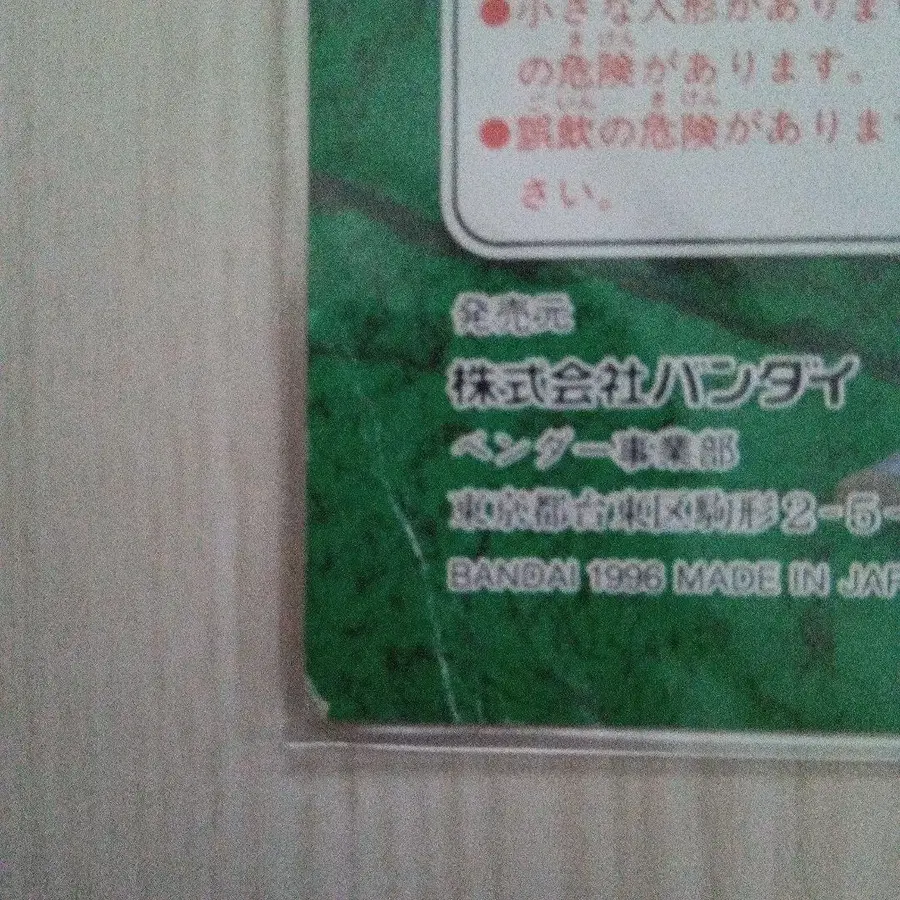 ●小さな人形がありま
の危険があります。
●誤飲の危険がありま
さい。
発売元
株式会社バンダイ
ベンダー事業部
東京都台東区駒形2-5-
BANDAI 1996 MADE IN JAP